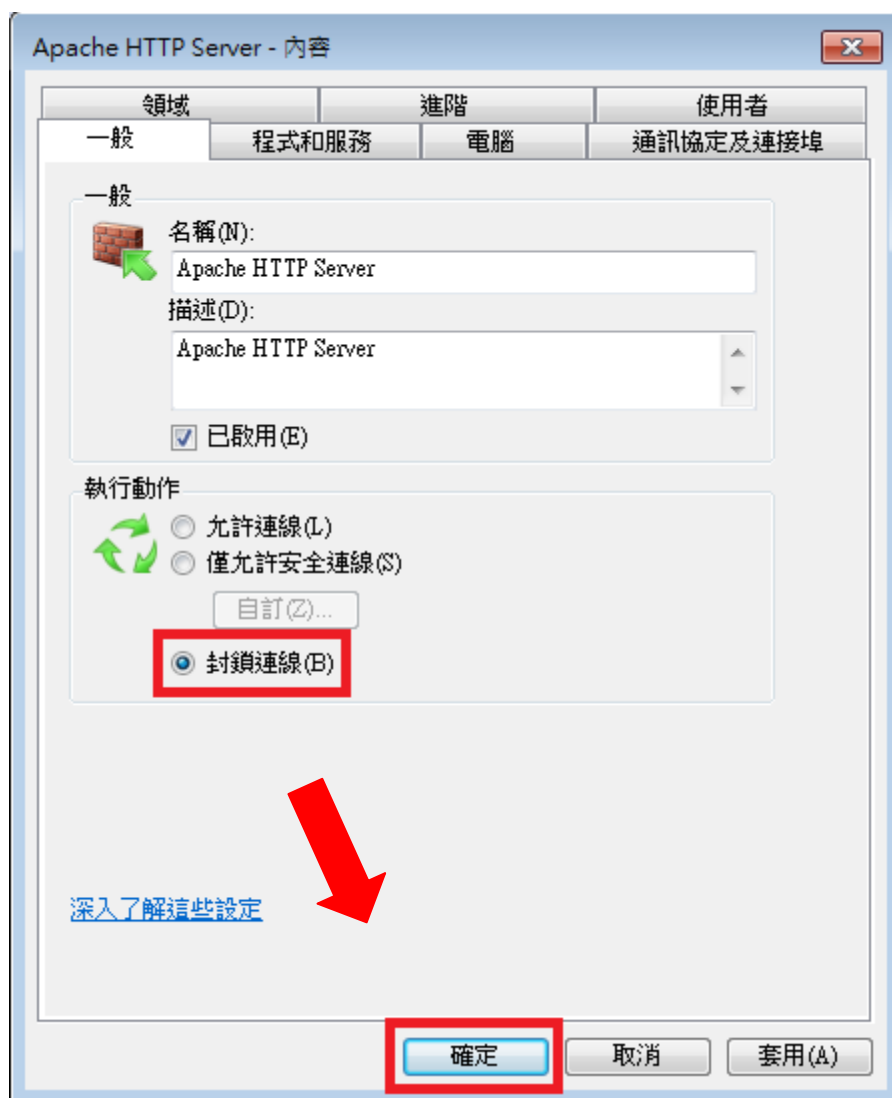 Apache HTTP Server - 內容
領域 進階 使用者
一般 程式和服務 電腦 通訊協定及連接埠
一般
名稱(N):
Apache HTTP Server
描述(D):
Apache HTTP Server
已啟用(E)
執行動作
允許連線(L)
僅允許安全連線(S)
自訂(Z)...
封鎖連線(B)
深入了解這些設定
確定 取消 套用(A)